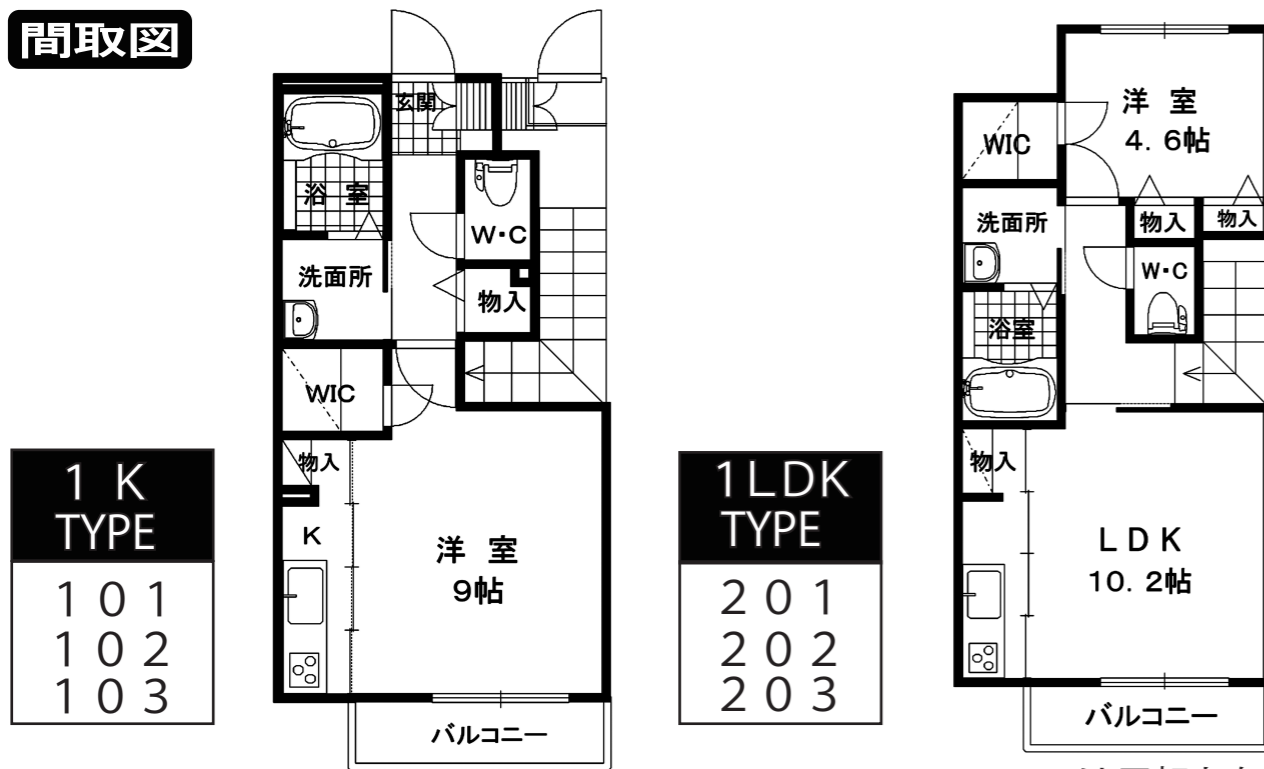 間取図
玄関
浴 室
W・C
洗面所
物入
WIC
物入
K
洋 室
9帖
バルコニー
1 K
TYPE
101
102
103
洋 室
4.6帖
WIC
物入
物入
洗面所
W・C
浴室
物入
LDK
10.2帖
バルコニー
1LDK
TYPE
201
202
203